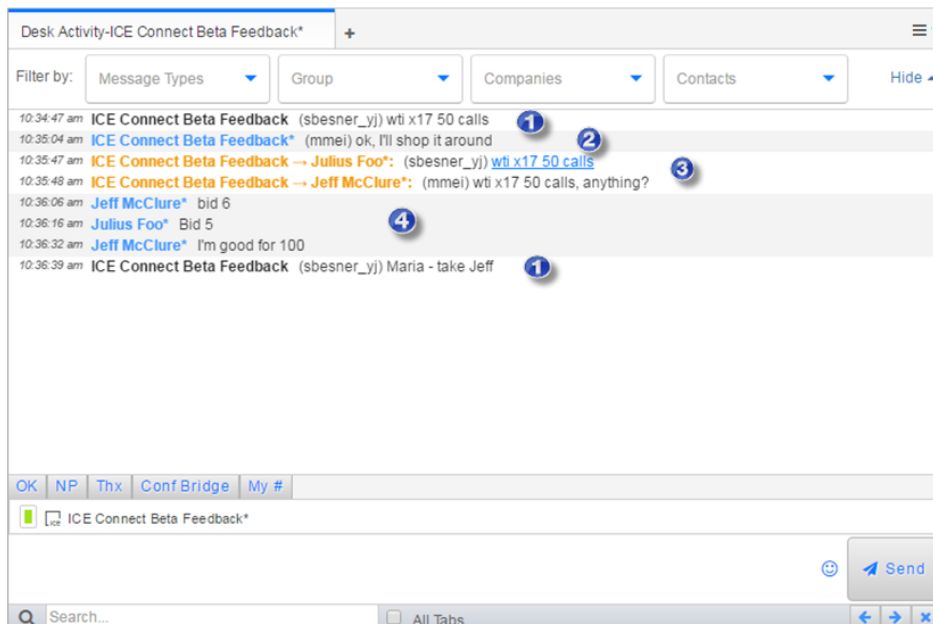 Desk Activity-ICE Connect Beta Feedback* +
Filter by: Message Types Group Companies Contacts Hide
10:34:47 am ICE Connect Beta Feedback (sbesner_yj) wti x17 50 calls 1
10:35:04 am ICE Connect Beta Feedback* (mmei) ok, I'll shop it around 2
10:35:47 am ICE Connect Beta Feedback → Julius Foo*: (sbesner_yj) wti x17 50 calls
10:35:48 am ICE Connect Beta Feedback → Jeff McClure*: (mmei) wti x17 50 calls, anything? 3
10:36:06 am Jeff McClure* bid 6
10:36:16 am Julius Foo* Bid 5 4
10:36:32 am Jeff McClure* I'm good for 100
10:36:39 am ICE Connect Beta Feedback (sbesner_yj) Maria - take Jeff 1
OK NP Thx Conf Bridge My #
ice ICE Connect Beta Feedback*
Send
Search... All Tabs